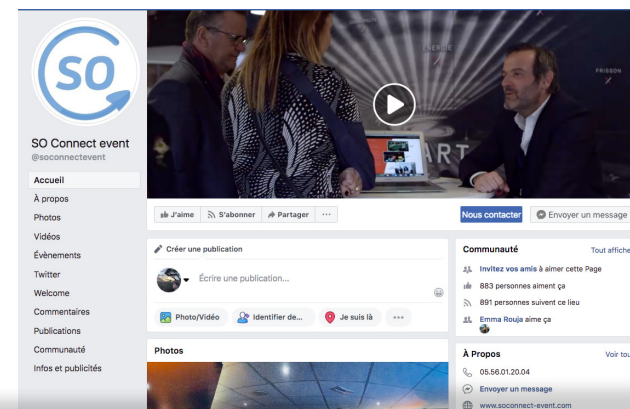 SO
SO Connect event
@soconnectevent
Accueil
À propos
Photos
Vidéos
Évènements
Twitter
Welcome
Commentaires
Publications
Communauté
Infos et publicités
ÉNERGIE
FRISSON
ART
J'aime
S'abonner
Partager
Nous contacter
Envoyer un message
Créer une publication
Écrire une publication...
Photo/Vidéo
Identifier de...
Je suis là
Photos
Communauté
Tout affiche
Invitez vos amis à aimer cette Page
883 personnes aiment ça
891 personnes suivent ce lieu
Emma Rouja aime ça
À Propos
Voir tou
05.56.01.20.04
Envoyer un message
www.soconnect-event.com